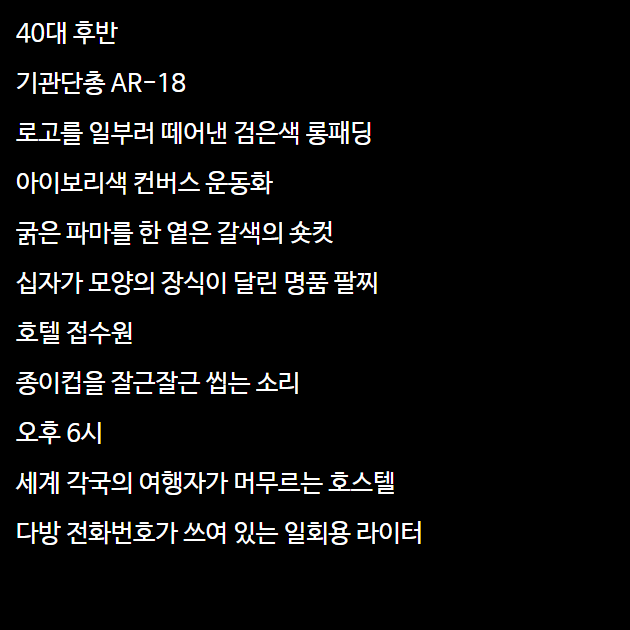 40대 후반
기관단총 AR-18
로고를 일부러 떼어낸 검은색 롱패딩
아이보리색 컨버스 운동화
굵은 파마를 한 옅은 갈색의 숏컷
십자가 모양의 장식이 달린 명품 팔찌
호텔 접수원
종이컵을 잘근잘근 씹는 소리
오후 6시
세계 각국의 여행자가 머무르는 호스텔
다방 전화번호가 쓰여 있는 일회용 라이터